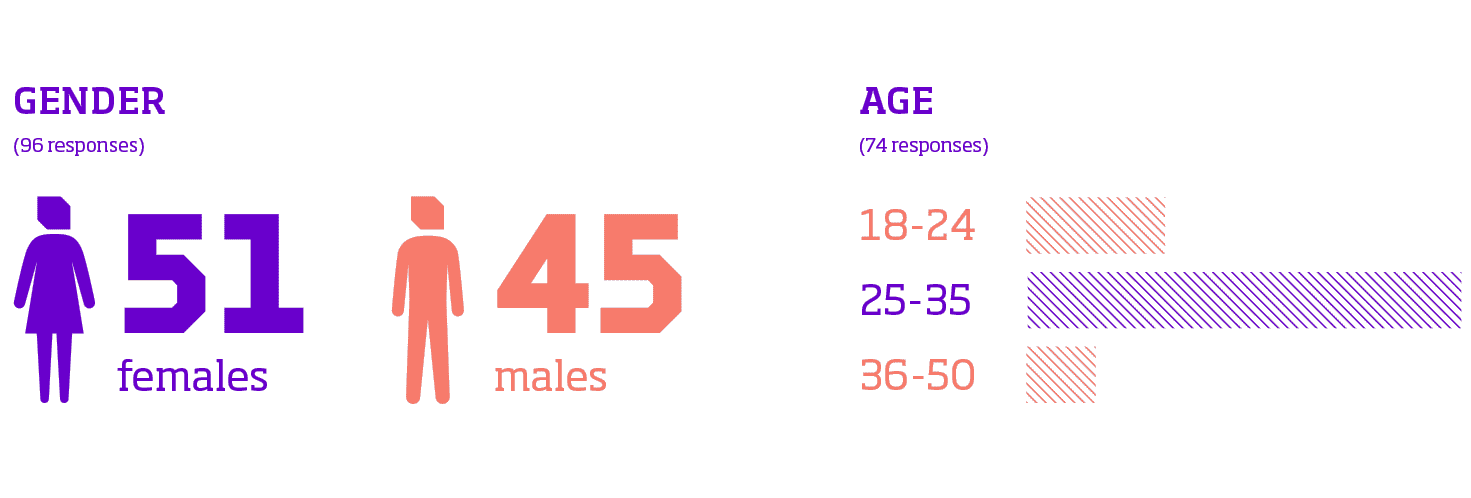 GENDER
(96 responses)
51
females
45
males
AGE
(74 responses)
18-24
25-35
36-50